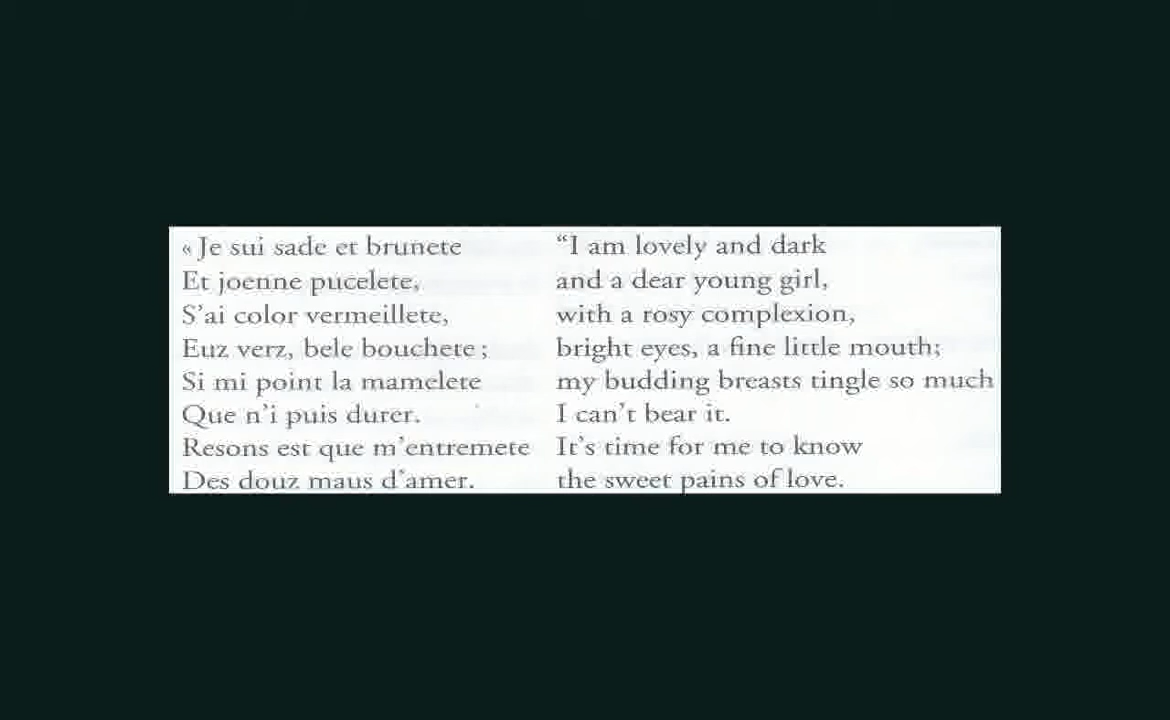 « Je sui sade et brunete
Et joenne pucelete,
S'ai color vermeillete,
Euz verz, bele bouchete ;
Si mi point la mamelete
Que n'i puis durer.
Resons est que m'entremete
Des douz maus d'amer.
“I am lovely and dark
and a dear young girl,
with a rosy complexion,
bright eyes, a fine little mouth;
my budding breasts tingle so much
I can't bear it.
It's time for me to know
the sweet pains of love.